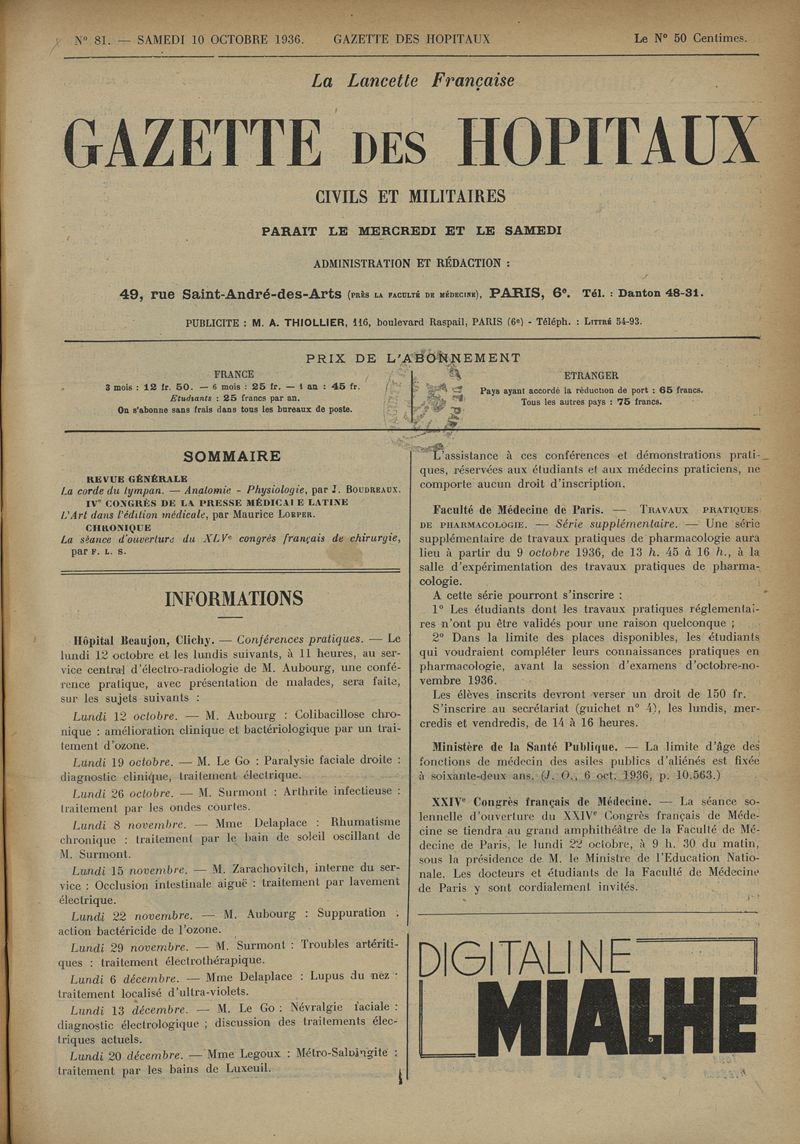 N° 81. — SAMEDI 10 OCTOBRE 1936. GAZETTE DES HOPITAUX Le N° 50 Centimes.
La Lancette Française
GAZETTE DES HOPITAUX
CIVILS ET MILITAIRES
PARAIT LE MERCREDI ET LE SAMEDI
ADMINISTRATION ET RÉDACTION :
49, rue Saint-André-des-Arts (PRÈS LA FACULTÉ DE MÉDECINE), PARIS, 6e. Tél. : Danton 48-31.
PUBLICITE : M. A. THIOLLIER, 116, boulevard Raspail, PARIS (6e) - Téléph. : LITTRÉ 54-93.
PRIX DE L'ABONNEMENT
FRANCE
3 mois : 12 fr. 50. — 6 mois : 25 fr. — 1 an : 45 fr.
Etudiants : 25 francs par an.
On s'abonne sans frais dans tous les bureaux de poste.
ETRANGER
Pays ayant accordé la réduction de port : 65 francs.
Tous les autres pays : 75 francs.
SOMMAIRE
REVUE GÉNÉRALE
La corde du tympan. — Anatomie - Physiologie, par J. BOUDREAUX.
IVe CONGRÈS DE LA PRESSE MÉDICALE LATINE
L'Art dans l'édition médicale, par Maurice LOEPER.
CHRONIQUE
La séance d'ouverture du XLVe congrès français de chirurgie,
par F. L. S.
INFORMATIONS
Hôpital Beaujon, Clichy. — Conférences pratiques. — Le
lundi 12 octobre et les lundis suivants, à 11 heures, au ser-
vice central d'électro-radiologie de M. Aubourg, une confé-
rence pratique, avec présentation de malades, sera faite,
sur les sujets suivants :
Lundi 12 octobre. — M. Aubourg : Colibacillose chro-
nique : amélioration clinique et bactériologique par un trai-
tement d'ozone.
Lundi 19 octobre. — M. Le Go : Paralysie faciale droite :
diagnostic clinique, traitement électrique.
Lundi 26 octobre. — M. Surmont : Arthrite infectieuse :
traitement par les ondes courtes.
Lundi 8 novembre. — Mme Delaplace : Rhumatisme
chronique : traitement par le bain de soleil oscillant de
M. Surmont.
Lundi 15 novembre. — M. Zarachovitch, interne du ser-
vice : Occlusion intestinale aiguë : traitement par lavement
électrique.
Lundi 22 novembre. — M. Aubourg : Suppuration :
action bactéricide de l'ozone.
Lundi 29 novembre. — M. Surmont : Troubles artériti-
ques : traitement électrothérapique.
Lundi 6 décembre. — Mme Delaplace : Lupus du nez :
traitement localisé d'ultra-violets.
Lundi 13 décembre. — M. Le Go : Névralgie faciale :
diagnostic électrologique ; discussion des traitements élec-
triques actuels.
Lundi 20 décembre. — Mme Legoux : Métro-Salpingite :
traitement par les bains de Luxeuil.
L'assistance à ces conférences et démonstrations prati-
ques, réservées aux étudiants et aux médecins praticiens, ne
comporte aucun droit d'inscription.
Faculté de Médecine de Paris. — TRAVAUX PRATIQUES
DE PHARMACOLOGIE. — Série supplémentaire. — Une série
supplémentaire de travaux pratiques de pharmacologie aura
lieu à partir du 9 octobre 1936, de 13 h. 45 à 16 h., à la
salle d'expérimentation des travaux pratiques de pharma-
cologie.
A cette série pourront s'inscrire :
1° Les étudiants dont les travaux pratiques réglementai-
res n'ont pu être validés pour une raison quelconque ;
2° Dans la limite des places disponibles, les étudiants
qui voudraient compléter leurs connaissances pratiques en
pharmacologie, avant la session d'examens d'octobre-no-
vembre 1936.
Les élèves inscrits devront verser un droit de 150 fr.
S'inscrire au secrétariat (guichet n° 4), les lundis, mer-
credis et vendredis, de 14 à 16 heures.
Ministère de la Santé Publique. — La limite d'âge des
fonctions de médecin des asiles publics d'aliénés est fixée
à soixante-deux ans. (J. O., 6 oct. 1936, p. 10.563.)
XXIVe Congrès français de Médecine. — La séance so-
lennelle d'ouverture du XXIVe Congrès français de Méde-
cine se tiendra au grand amphithéâtre de la Faculté de Mé-
decine de Paris, le lundi 22 octobre, à 9 h. 30 du matin,
sous la présidence de M. le Ministre de l'Education Natio-
nale. Les docteurs et étudiants de la Faculté de Médecine
de Paris y sont cordialement invités.
DIGITALINE
MIALHE